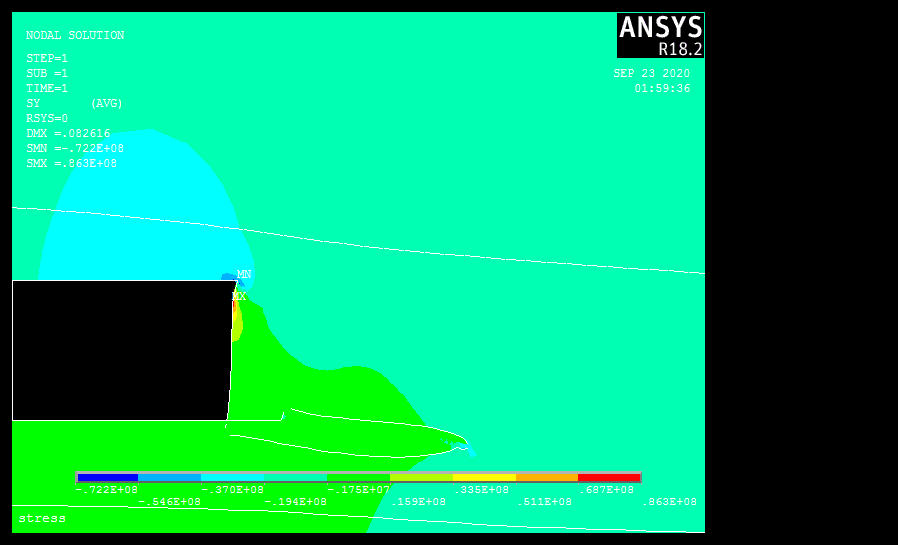 ANSYS
R18.2
NODAL SOLUTION
STEP=1
SUB =1
TIME=1
SY (AVG)
RSYS=0
DMX =.082616
SMN =-.722E+08
SMX =.863E+08
SEP 23 2020
01:59:36
MN
MX
-.722E+08
-.546E+08
-.370E+08
-.194E+08
-.175E+07
.159E+08
.335E+08
.511E+08
.687E+08
.863E+08
stress